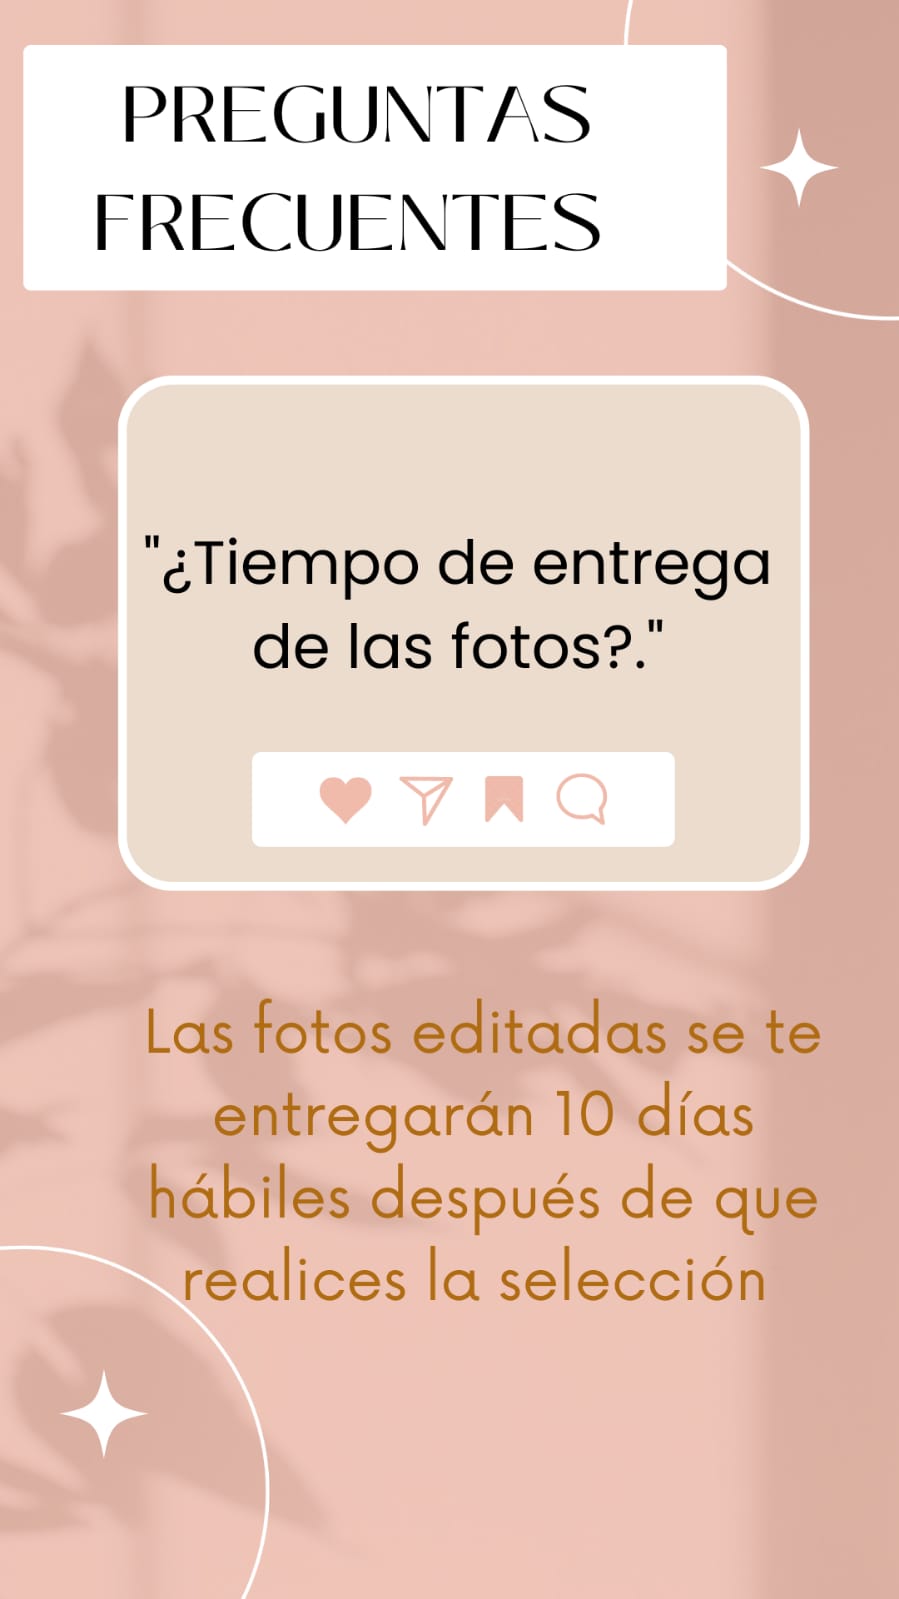 PREGUNTAS
FRECUENTES
"¿Tiempo de entrega
de las fotos?."
Las fotos editadas se te
entregarán 10 días
hábiles después de que
realices la selección